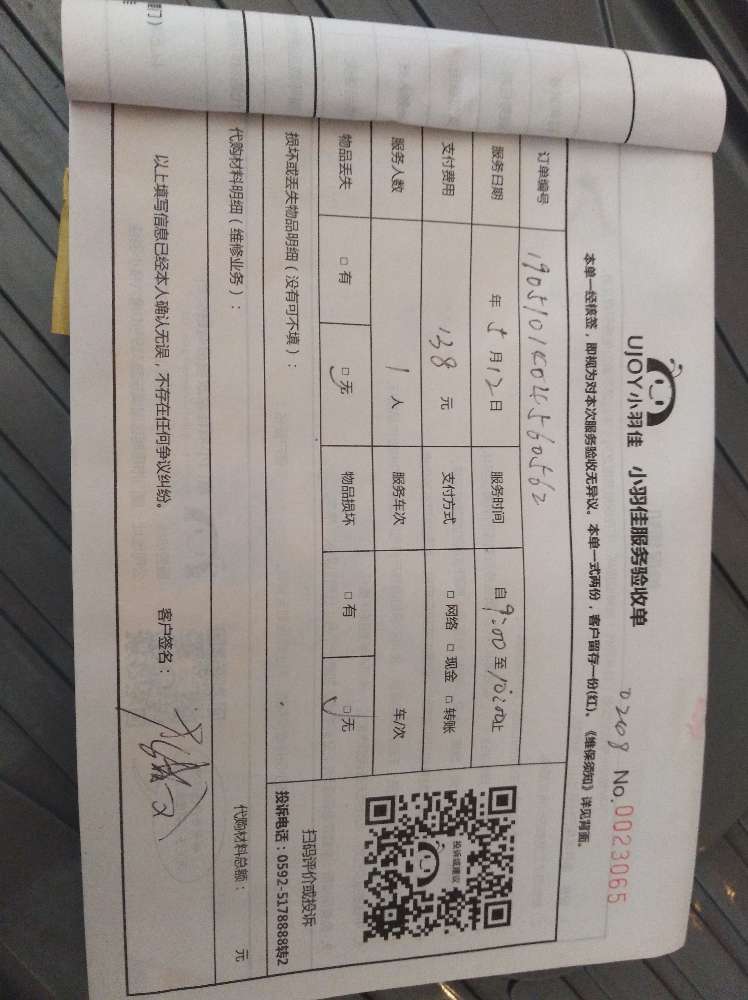 UJOY小羽佳 小羽佳服务验收单
0208 No.0023065
本单一经核签，即视为对本次服务验收无异议。本单一式两份，客户留存一份(红)。《维保须知》详见背面。
订单编号
服务日期 年 5 月 12 日 服务时间 自 9:00 至 10:00 止
支付费用 138 元 支付方式 □ 网络 □ 现金 □ 转账
服务人数 1 人 服务车次 车/次
物品丢失 □ 有 □ 无 物品损坏 □ 有 □ 无
损坏或丢失物品明细（没有可不填）：
投诉或建议
扫码评价或投诉
投诉电话：0592-5178888转2
代购材料明细（维修业务）： 代购材料总额： 元
以上填写信息已经本人确认无误，不存在任何争议纠纷。 客户签名：